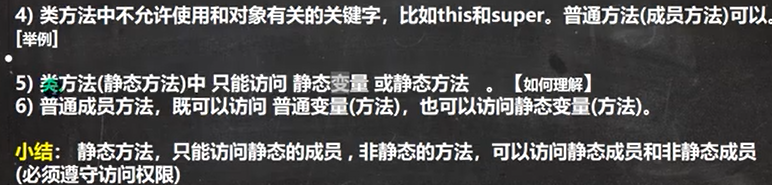 4) 类方法中不允许使用和对象有关的关键字，比如this和super。普通方法(成员方法)可以。
[举例]
5) 类方法(静态方法)中 只能访问 静态变量 或静态方法 。【如何理解】
6) 普通成员方法，既可以访问 普通变量(方法)，也可以访问静态变量(方法)。
小结： 静态方法，只能访问静态的成员 , 非静态的方法，可以访问静态成员和非静态成员
(必须遵守访问权限)